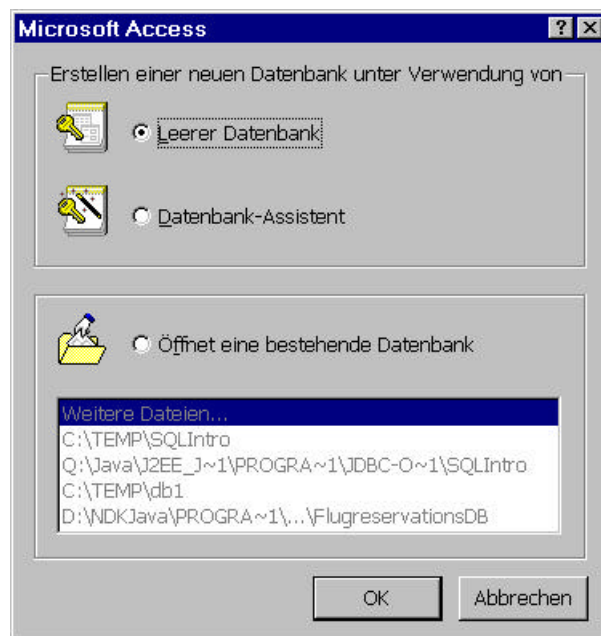 Microsoft Access
Erstellen einer neuen Datenbank unter Verwendung von
Leerer Datenbank
Datenbank-Assistent
Öffnet eine bestehende Datenbank
Weitere Dateien...
C:\TEMP\SQLIntro
Q:\Java\J2EE_J~1\PROGRA~1\JDBC-O~1\SQLIntro
C:\TEMP\db1
D:\NDKJava\PROGRA~1\...\FlugreservationsDB
OK Abbrechen